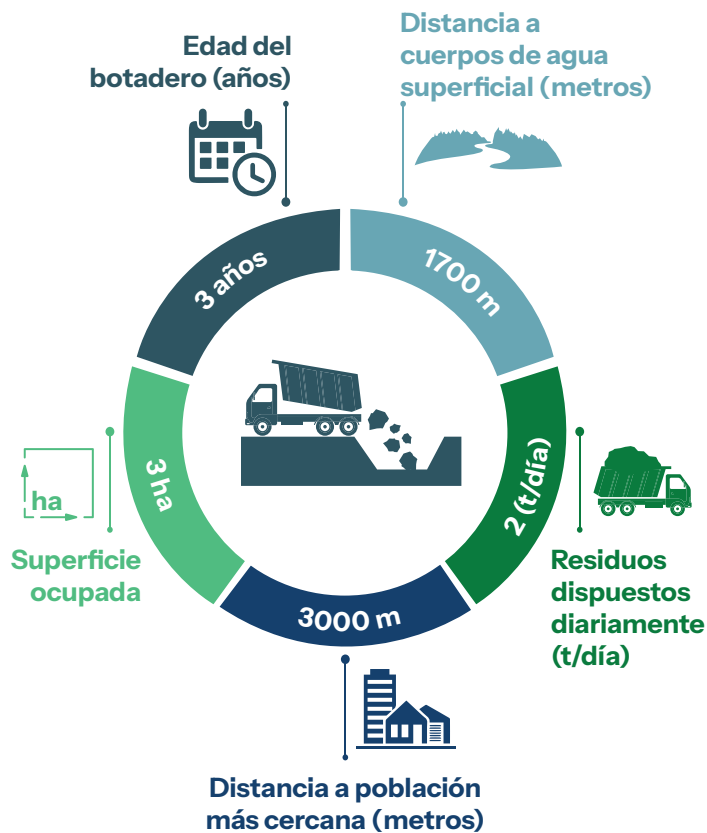 Edad del
botadero (años)
Distancia a
cuerpos de agua
superficial (metros)
3 años
1700 m
3 ha
2 (t/día)
3000 m
ha
Superficie
ocupada
Residuos
dispuestos
diariamente
(t/día)
Distancia a población
más cercana (metros)